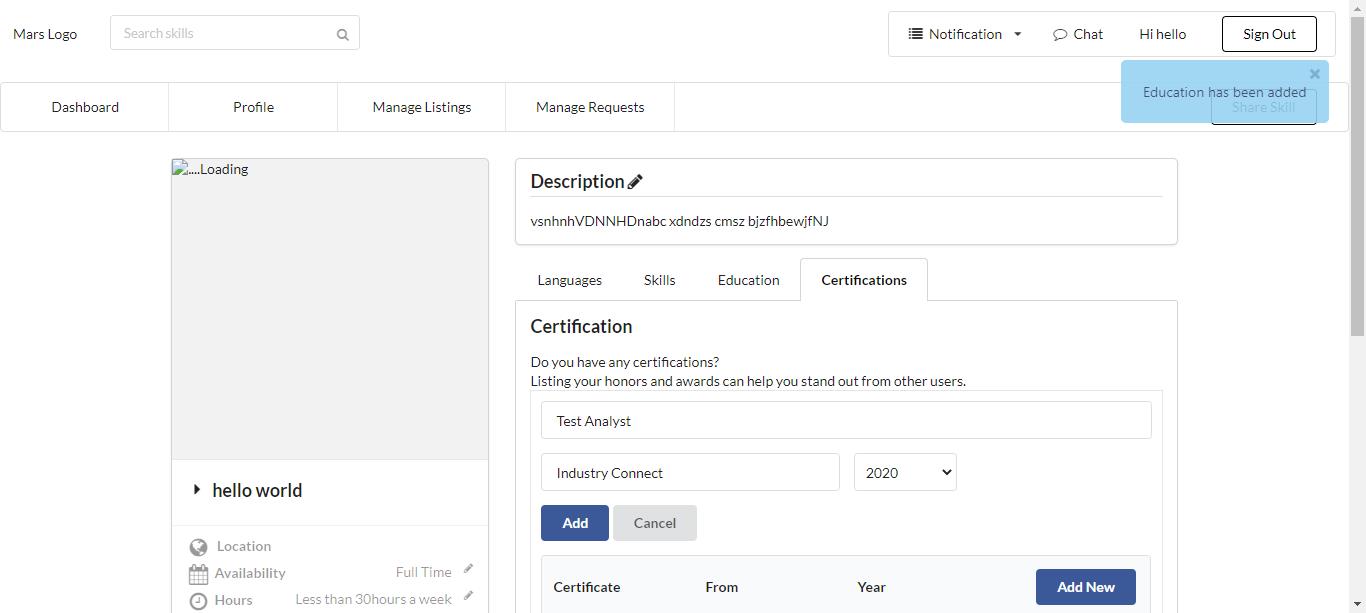 Mars Logo
Search skills
Notification
Chat
Hi hello
Sign Out
Education has been added
Dashboard
Profile
Manage Listings
Manage Requests
Share Skill
....Loading
Description
vsnhnhVDNNHDnabc xdndzs cmsz bjzfhbewjfNJ
Languages
Skills
Education
Certifications
Certification
Do you have any certifications?
Listing your honors and awards can help you stand out from other users.
Test Analyst
Industry Connect
2020
Add
Cancel
Certificate
From
Year
Add New
hello world
Location
Availability
Full Time
Hours
Less than 30hours a week